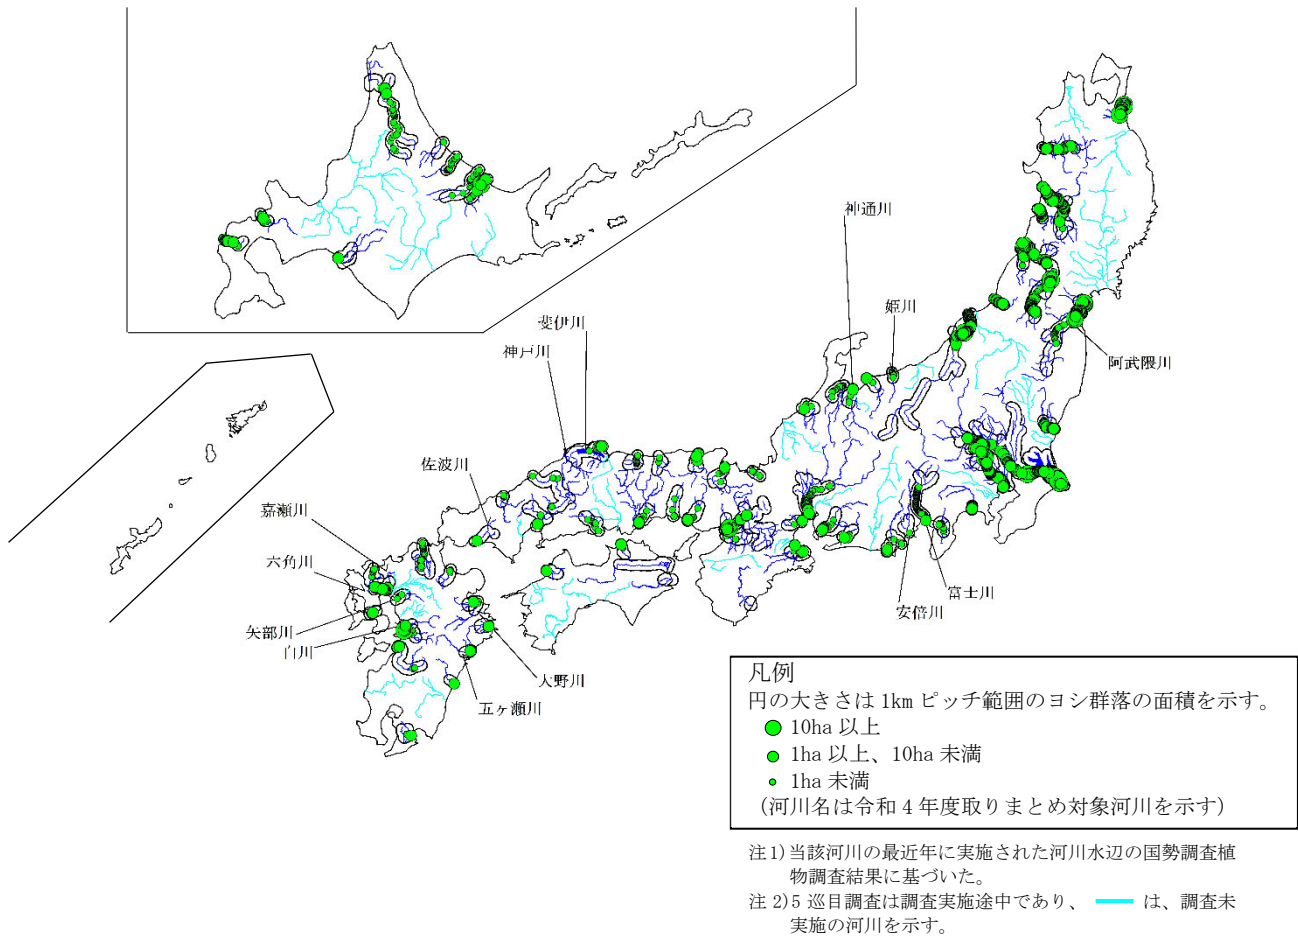 神通川
姫川
斐伊川
神戸川
阿武隈川
佐波川
嘉瀬川
六角川
矢部川
白川
大野川
五ヶ瀬川
富士川
安倍川
凡例
円の大きさは 1km ピッチ範囲のヨシ群落の面積を示す。
10ha 以上
1ha 以上、10ha 未満
1ha 未満
(河川名は令和 4 年度取りまとめ対象河川を示す)
注 1)当該河川の最近年に実施された河川水辺の国勢調査植
物調査結果に基づいた。
注 2)5 巡目調査は調査実施途中であり、 は、調査未
実施の河川を示す。